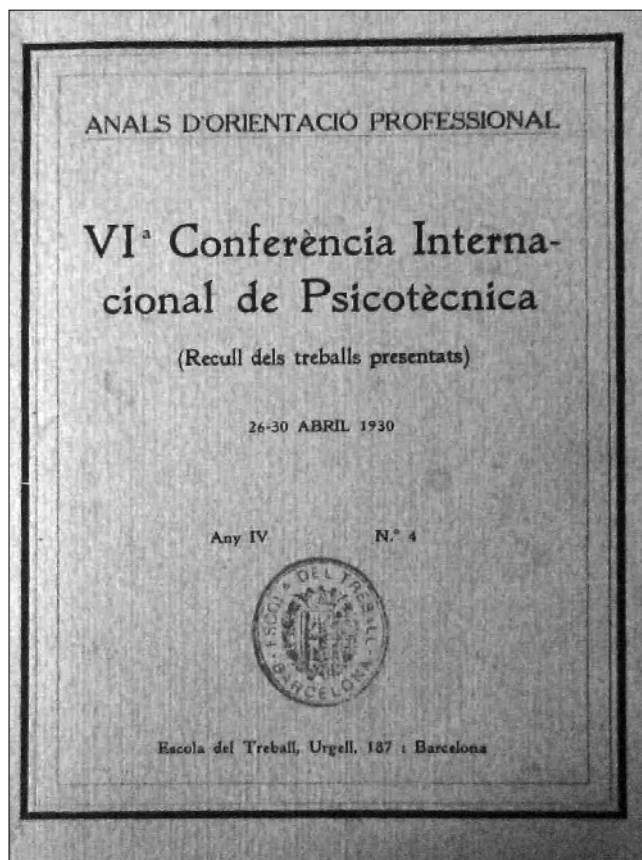 ANALS D'ORIENTACIÓ PROFESSIONAL
VIª Conferència Interna-
cional de Psicotècnica
(Recull dels treballs presentats)
26-30 ABRIL 1930
Any IV N.º 4
ESCOLA DEL TREBALL
BARCELONA
Escola del Treball, Urgell, 187 : Barcelona